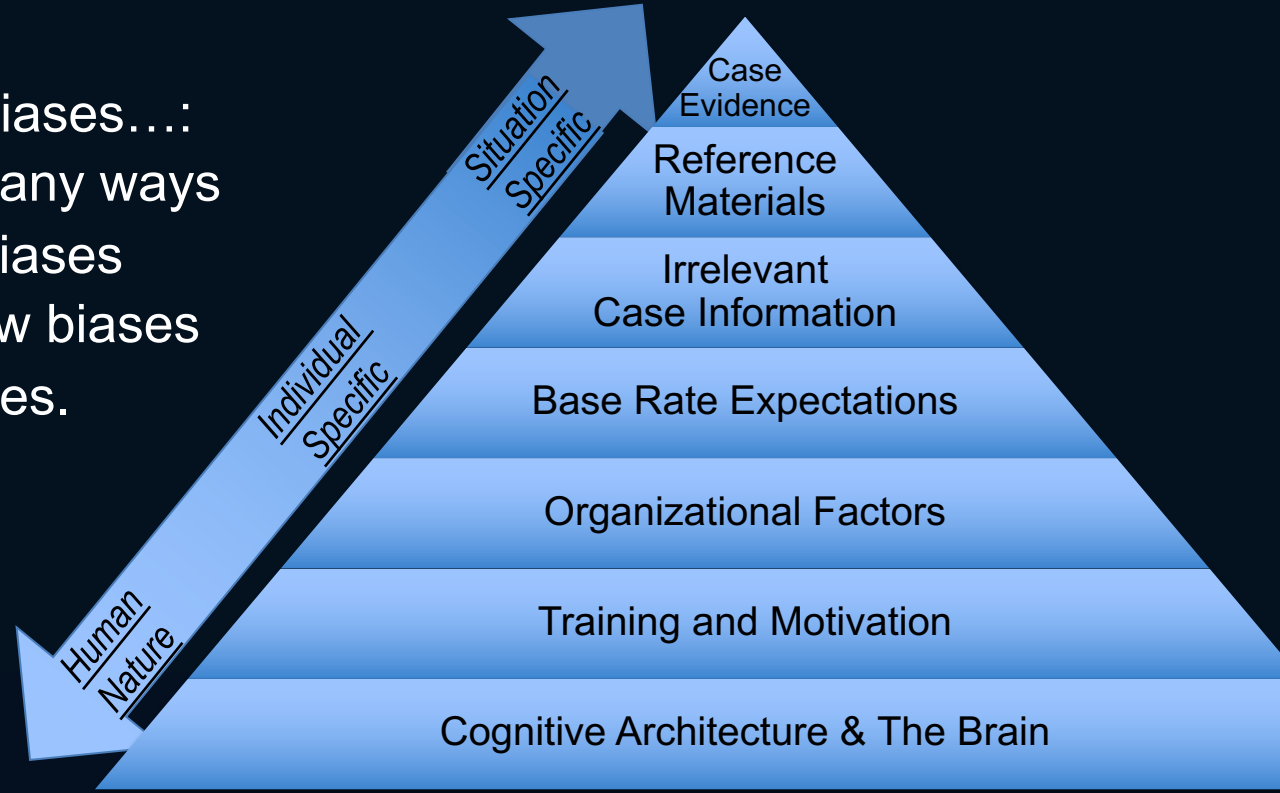 iases…:
any ways
iases
w biases
es.
Situation
Specific
Individual
Specific
Human
Nature
Case
Evidence
Reference
Materials
Irrelevant
Case Information
Base Rate Expectations
Organizational Factors
Training and Motivation
Cognitive Architecture & The Brain